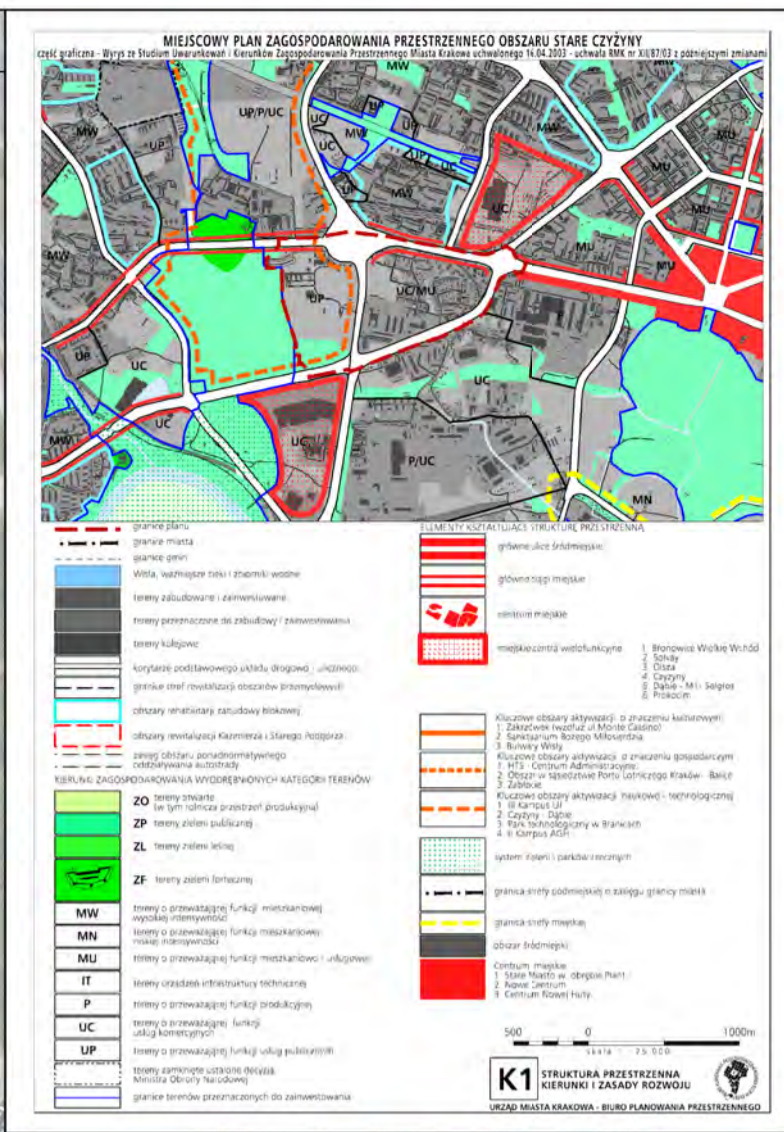 MIEJSCOWY PLAN ZAGOSPODAROWANIA PRZESTRZENNEGO OBSZARU STARE CZYŻYNY
część graficzna - Wyrys ze Studium Uwarunkowań i Kierunków Zagospodarowania Przestrzennego Miasta Krakowa uchwalonego 16.04.2003 - uchwała RMK nr XII/87/03 z późniejszymi zmianami
MW
UP/P/UC
UC
UP
MW
UP
MW
UP
UC
UC
UP
UP
MW
UC
MU
MU
MU
MW
MU
MU
UP
UC/MU
UP
UC
UC
UC
UC
MW
P/UC
MN
granice planu
granice miasta
granice gmin
Wisła, ważniejsze cieki i zbiorniki wodne
tereny zabudowane i zainwestowane
tereny przeznaczone do zabudowy i zainwestowania
tereny kolejowe
korytarze podstawowego układu drogowo - ulicznego
granice stref rewitalizacji obszarów przemysłowych
obszary rehabilitacji zabudowy blokowej
obszary rewitalizacji Kazimierza i Starego Podgórza
zasięg obszaru ponadnormatywnego
oddziaływania autostrady
KIERUNKI ZAGOSPODAROWANIA WYODRĘBNIONYCH KATEGORII TERENÓW
ZO tereny otwarte
(w tym rolnicza przestrzeń produkcyjna)
ZP tereny zieleni publicznej
ZL tereny zieleni leśnej
ZF tereny zieleni fortecznej
MW tereny o przeważającej funkcji mieszkaniowej
wysokiej intensywności
MN tereny o przeważającej funkcji mieszkaniowej
niskiej intensywności
MU tereny o przeważającej funkcji mieszkaniowo - usługowej
IT tereny urządzeń infrastruktury technicznej
P tereny o przeważającej funkcji produkcyjnej
UC tereny o przeważającej funkcji
usług komercyjnych
UP tereny o przeważającej funkcji usług publicznych
tereny zamknięte ustalone decyzją
Ministra Obrony Narodowej
granice terenów przeznaczonych do zainwestowania
ELEMENTY KSZTAŁTUJĄCE STRUKTURĘ PRZESTRZENNĄ
główne ulice śródmiejskie
główne ciągi miejskie
centrum miejskie
miejskie centra wielofunkcyjne
1. Bronowice Wielkie Wschód
2. Solvay
3. Olsza
4. Czyżyny
5. Dąbie - M1 i Selgros
6. Prokocim
Kluczowe obszary aktywizacji o znaczeniu kulturowym
1. Zakrzówek (wzdłuż ul Monte Cassino)
2. Sanktuarium Bożego Miłosierdzia
3. Bulwary Wisły
Kluczowe obszary aktywizacji o znaczeniu gospodarczym
1. HTS - Centrum Administracyjne
2. Obszar w sąsiedztwie Portu Lotniczego Kraków - Balice
3. Zabłocie
Kluczowe obszary aktywizacji naukowo - technologicznej
1. III Kampus UJ
2. Czyżyny - Dąbie
3. Park technologiczny w Branicach
4. II Kampus AGH
system zieleni i parków rzecznych
granica strefy podmiejskiej o zasięgu granicy miasta
granica strefy miejskiej
obszar śródmiejski
Centrum miejskie
1. Stare Miasto w obrębie Plant
2. Nowe Centrum
3. Centrum Nowej Huty
500 0 1000m
skala 1 : 25 000
K1 STRUKTURA PRZESTRZENNA
KIERUNKI I ZASADY ROZWOJU
URZĄD MIASTA KRAKOWA - BIURO PLANOWANIA PRZESTRZENNEGO